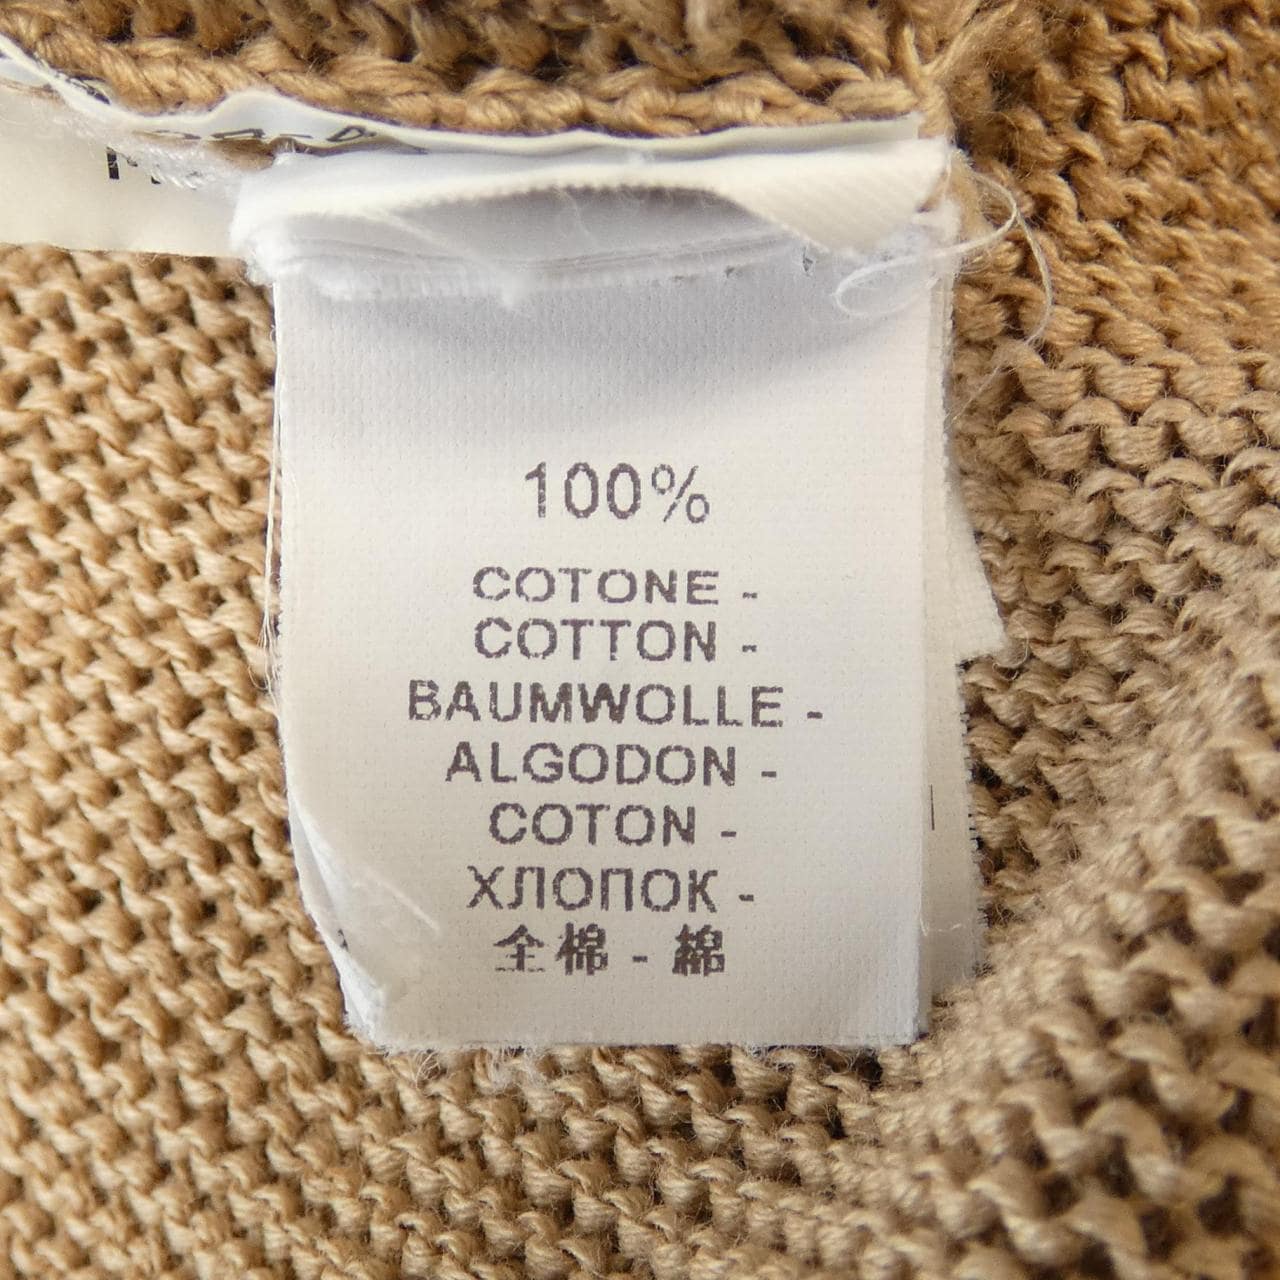 100%
COTONE -
COTTON -
BAUMWOLLE -
ALGODON -
COTON -
ХЛОПОК -
全棉 - 綿